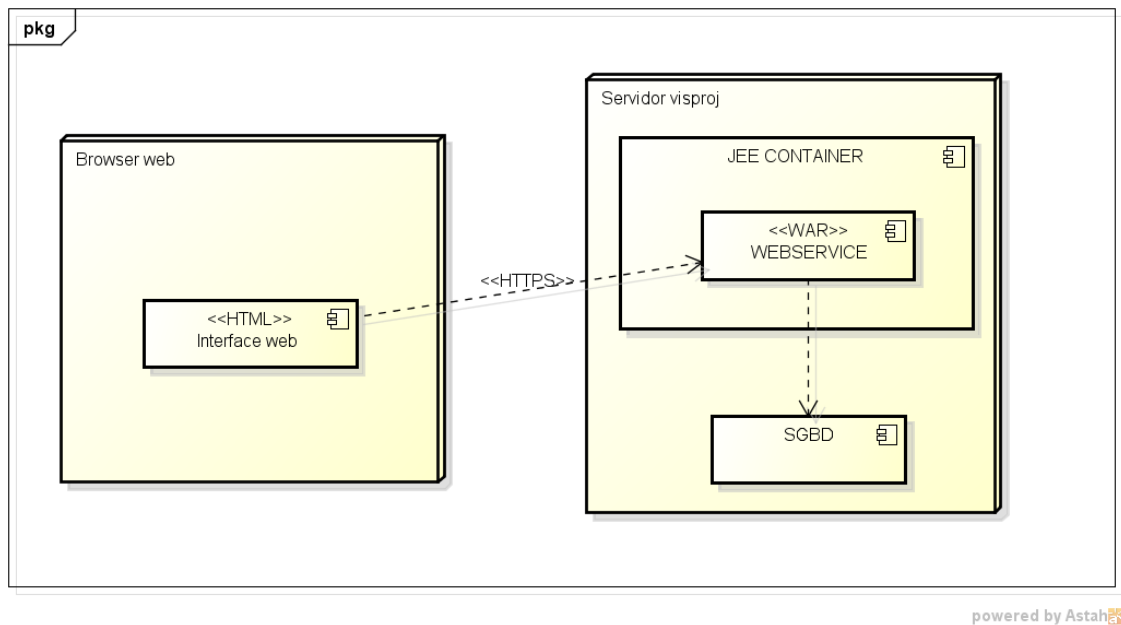 pkg
Servidor visproj
Browser web
JEE CONTAINER
<<WAR>>
WEBSERVICE
<<HTTPS>>
<<HTML>>
Interface web
SGBD
powered by Astah